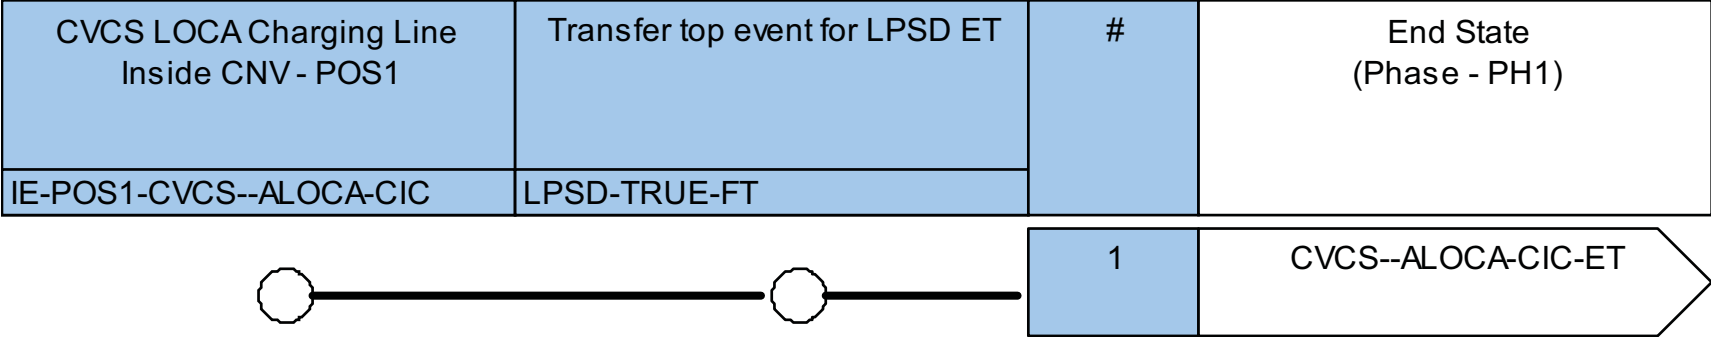 CVCS LOCA Charging Line
Inside CNV - POS1
Transfer top event for LPSD ET
#
End State
(Phase - PH1)
IE-POS1-CVCS--ALOCA-CIC
LPSD-TRUE-FT
1
CVCS--ALOCA-CIC-ET